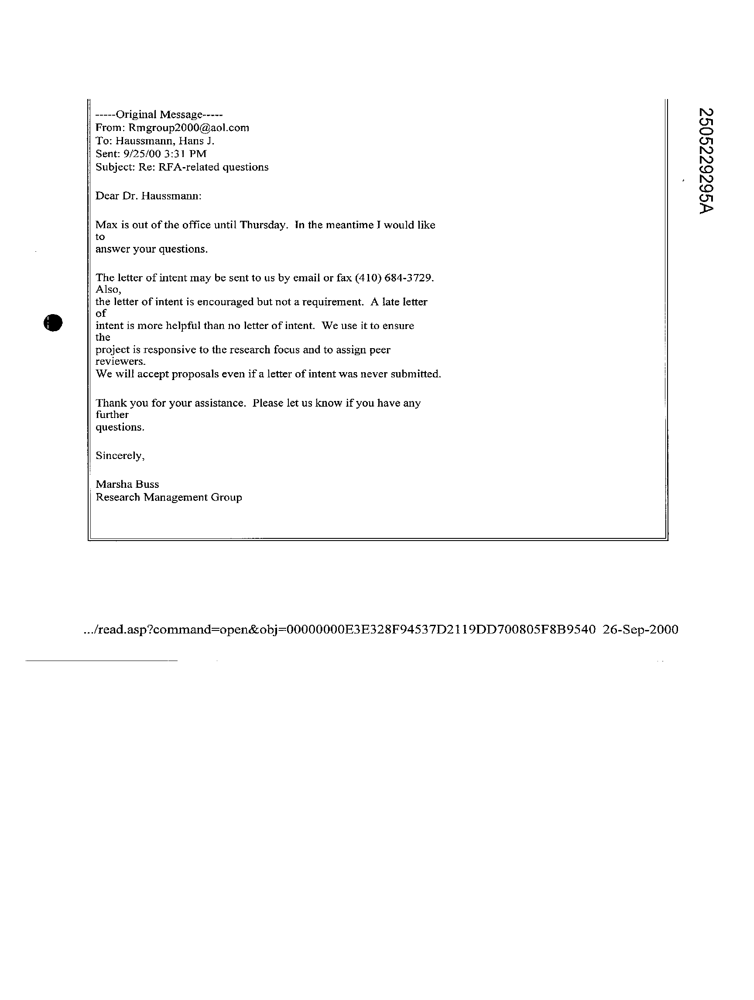 -----Original Message-----
From: Rmgroup2000@aol.com
To: Haussmann, Hans J.
Sent: 9/25/00 3:31 PM
Subject: Re: RFA-related questions
Dear Dr. Haussmann:
Max is out of the office until Thursday.  In the meantime I would like
to
answer your questions.
The letter of intent may be sent to us by email or fax (410) 684-3729.
Also,
the letter of intent is encouraged but not a requirement.  A late letter
of
intent is more helpful than no letter of intent.  We use it to ensure
the
project is responsive to the research focus and to assign peer
reviewers.
We will accept proposals even if a letter of intent was never submitted.
Thank you for your assistance.  Please let us know if you have any
further
questions.
Sincerely,
Marsha Buss
Research Management Group
2505229295A
.../read.asp?command=open&obj=00000000E3E328F94537D2119DD700805F8B9540 26-Sep-2000